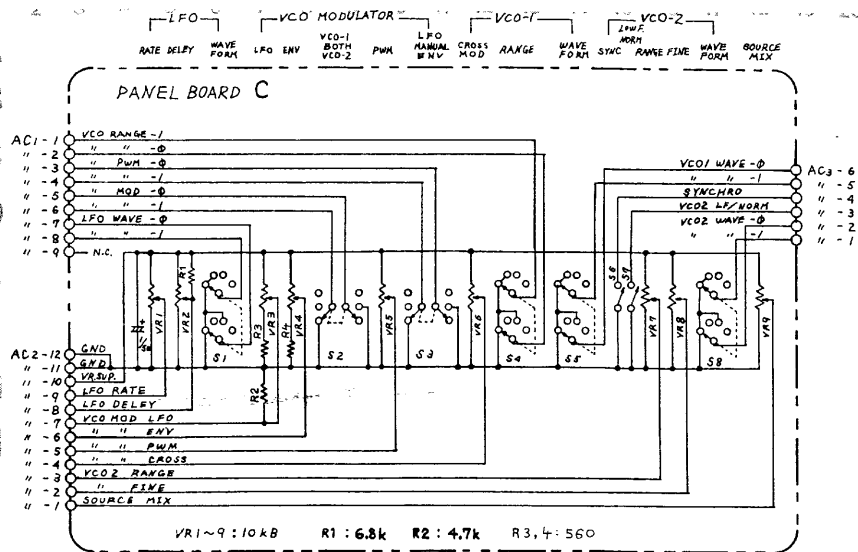 LFO VCO MODULATOR VCO-1 VCO-2
RATE DELEY WAVE FORM LFO ENV VCO-1 BOTH VCO-2 PWM LFO MANUAL ENV CROSS MOD RANGE WAVE FORM SYNC LOW F. NORM RANGE FINE WAVE FORM SOURCE MIX
PANEL BOARD C
AC1-1 VCO RANGE -1
" -2 " " -0
" -3 PWM -0
" -4 " -1
" -5 MOD -0
" -6 " -1
" -7 LFO WAVE -0
" -8 " " -1
" -9 N.C.
VCO1 WAVE -0 AC3-6
" " -1 " -5
SYNCHRO " -4
VCO2 LF/NORM " -3
VCO2 WAVE -0 " -2
" " -1 " -1
VR1 VR2 R1 S1 R3 VR3 R4 VR4 S2 VR5 S3 VR6 S4 S5 S6 S7 VR7 VR8 S8 VR9
R2
AC2-12 GND
" -11 GND
" -10 VR.SUP.
" -9 LFO RATE
" -8 LFO DELEY
" -7 VCO MOD LFO
" -6 " " ENV
" -5 " " PWM
" -4 " " CROSS
" -3 VCO2 RANGE
" -2 " FINE
" -1 SOURCE MIX
VR1~9:10kB R1:6.8k R2:4.7k R3,4:560